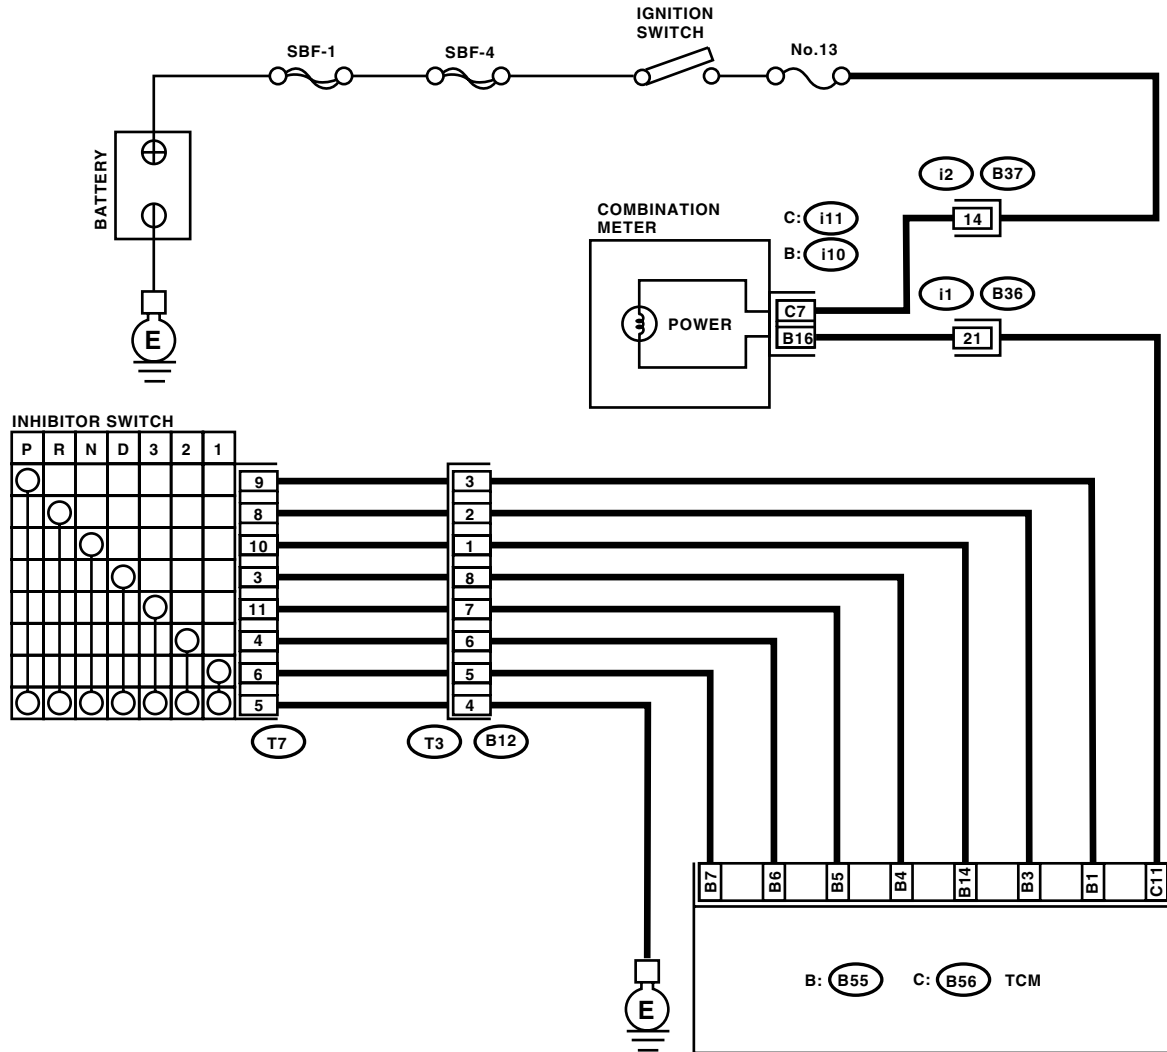 IGNITION
SWITCH
SBF-1
SBF-4
No.13
BATTERY
i2
B37
14
COMBINATION
METER
C: i11
B: i10
i1
B36
C7
POWER
B16
21
E
INHIBITOR SWITCH
P R N D 3 2 1
9 3
8 2
10 1
3 8
11 7
4 6
6 5
5 4
T7
T3
B12
B7 B6 B5 B4 B14 B3 B1 C11
B: B55 C: B56 TCM
E